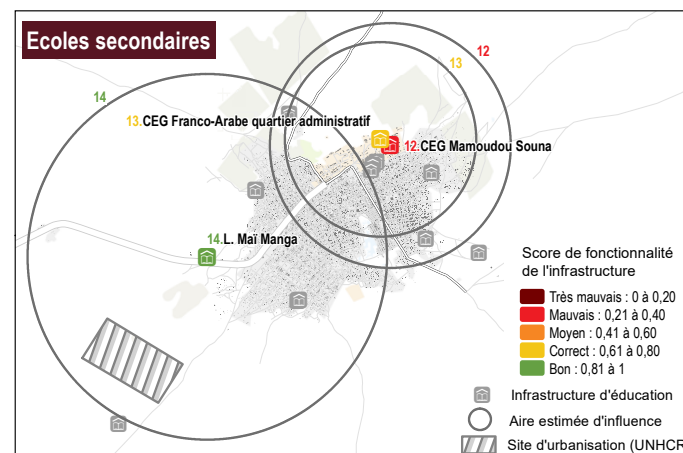 Ecoles secondaires
12
13
14
13.CEG Franco-Arabe quartier administratif
12.CEG Mamoudou Souna
14.L. Maï Manga
Score de fonctionnalité
de l'infrastructure
Très mauvais : 0 à 0,20
Mauvais : 0,21 à 0,40
Moyen : 0,41 à 0,60
Correct : 0,61 à 0,80
Bon : 0,81 à 1
Infrastructure d'éducation
Aire estimée d'influence
Site d'urbanisation (UNHCR